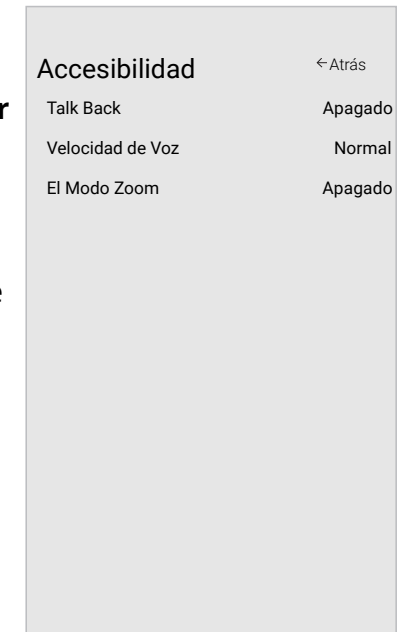 Accesibilidad ←Atrás
r
Talk Back Apagado
Velocidad de Voz Normal
El Modo Zoom Apagado
e